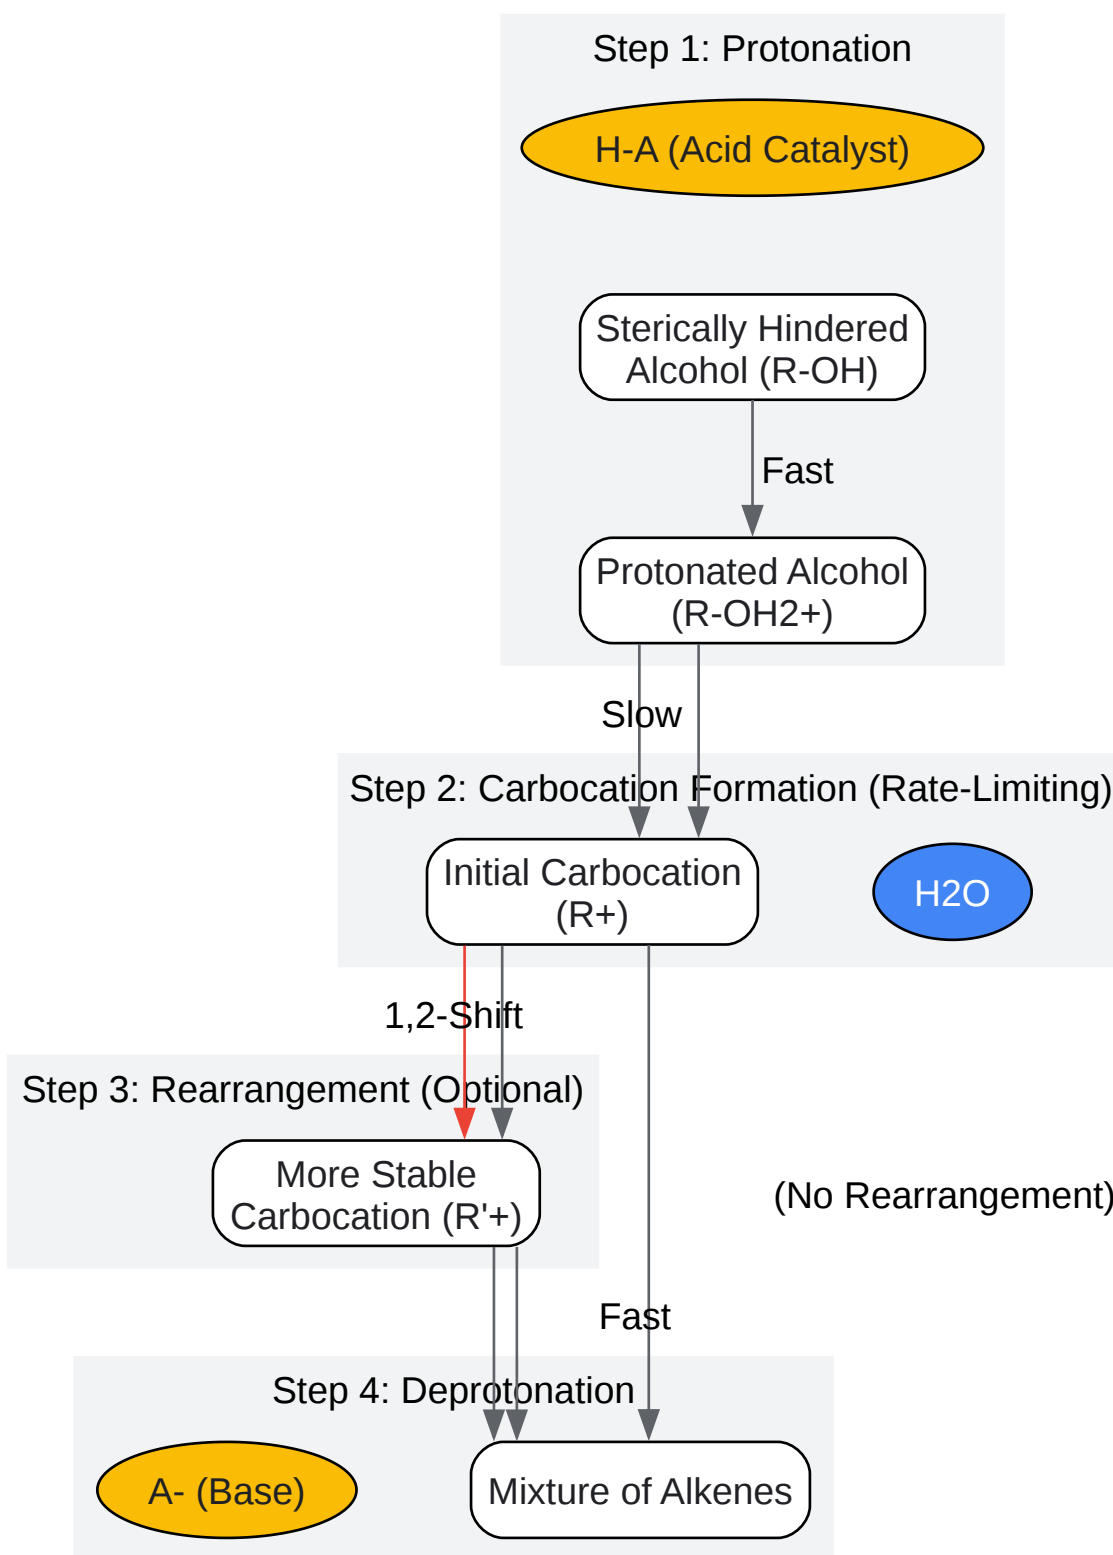 Step 1: Protonation
H-A (Acid Catalyst)
Sterically Hindered
Alcohol (R-OH)
Fast
Protonated Alcohol
(R-OH2+)
Slow
Step 2: Carbocation Formation (Rate-Limiting)
Initial Carbocation
(R+)
H2O
1,2-Shift
Step 3: Rearrangement (Optional)
More Stable
Carbocation (R'+)
(No Rearrangement)
Fast
Step 4: Deprotonation
A- (Base)
Mixture of Alkenes